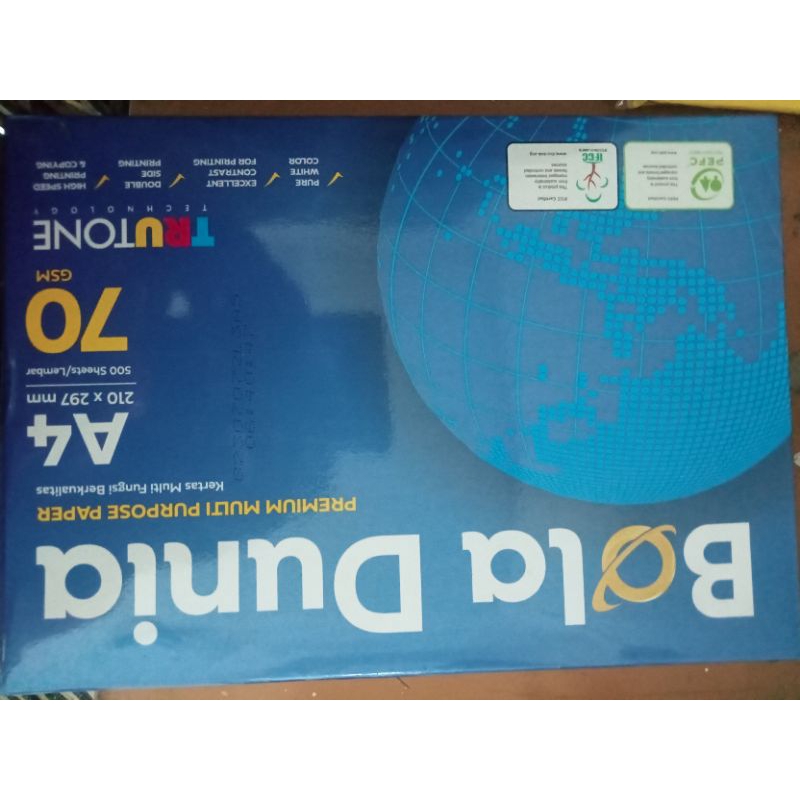 Bola Dunia
PREMIUM MULTI PURPOSE PAPER
Kertas Multi Fungsi Berkualitas
A4
210 x 297 mm
500 Sheets/Lembar
70
GSM
TRUTONE
TECHNOLOGY
PURE
WHITE
COLOR
EXCELLENT
CONTRAST
FOR PRINTING
DOUBLE
SIDE
PRINTING
HIGH SPEED
PRINTING
& COPYING
PEFC
IFCC